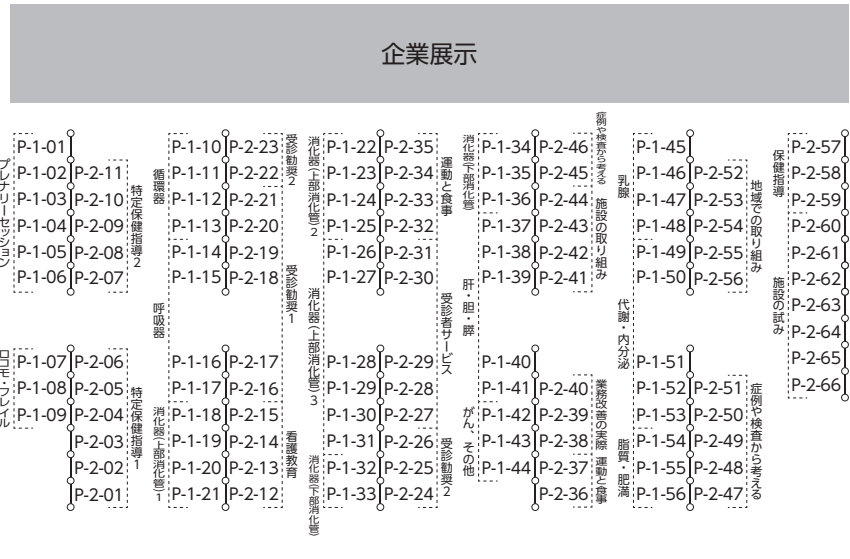 企業展示
プレナリーセッション
P-1-01
P-1-02 P-2-11
P-1-03 P-2-10
P-1-04 P-2-09
P-1-05 P-2-08
P-1-06 P-2-07
特定保健指導2
ロコモ・フレイル
P-1-07 P-2-06
P-1-08 P-2-05
P-1-09 P-2-04
P-2-03
P-2-02
P-2-01
特定保健指導1
循環器
呼吸器
消化器(上部消化管)1
P-1-10 P-2-23
P-1-11 P-2-22
P-1-12 P-2-21
P-1-13 P-2-20
P-1-14 P-2-19
P-1-15 P-2-18
P-1-16 P-2-17
P-1-17 P-2-16
P-1-18 P-2-15
P-1-19 P-2-14
P-1-20 P-2-13
P-1-21 P-2-12
受診勧奨2
受診勧奨1
看護教育
消化器(上部消化管)2
消化器(上部消化管)3
消化器(下部消化管)
P-1-22 P-2-35
P-1-23 P-2-34
P-1-24 P-2-33
P-1-25 P-2-32
P-1-26 P-2-31
P-1-27 P-2-30
P-1-28 P-2-29
P-1-29 P-2-28
P-1-30 P-2-27
P-1-31 P-2-26
P-1-32 P-2-25
P-1-33 P-2-24
運動と食事
受診者サービス
受診勧奨2
消化器(下部消化管)
肝・胆・膵
がん、その他
P-1-34 P-2-46
P-1-35 P-2-45
P-1-36 P-2-44
P-1-37 P-2-43
P-1-38 P-2-42
P-1-39 P-2-41
P-1-40
P-1-41 P-2-40
P-1-42 P-2-39
P-1-43 P-2-38
P-1-44 P-2-37
P-2-36
症例や検査から考える
施設の取り組み
業務改善の実際
運動と食事
乳腺
代謝・内分泌
脂質・肥満
P-1-45
P-1-46 P-2-52
P-1-47 P-2-53
P-1-48 P-2-54
P-1-49 P-2-55
P-1-50 P-2-56
P-1-51
P-1-52 P-2-51
P-1-53 P-2-50
P-1-54 P-2-49
P-1-55 P-2-48
P-1-56 P-2-47
地域での取り組み
症例や検査から考える
保健指導
施設の試み
P-2-57
P-2-58
P-2-59
P-2-60
P-2-61
P-2-62
P-2-63
P-2-64
P-2-65
P-2-66